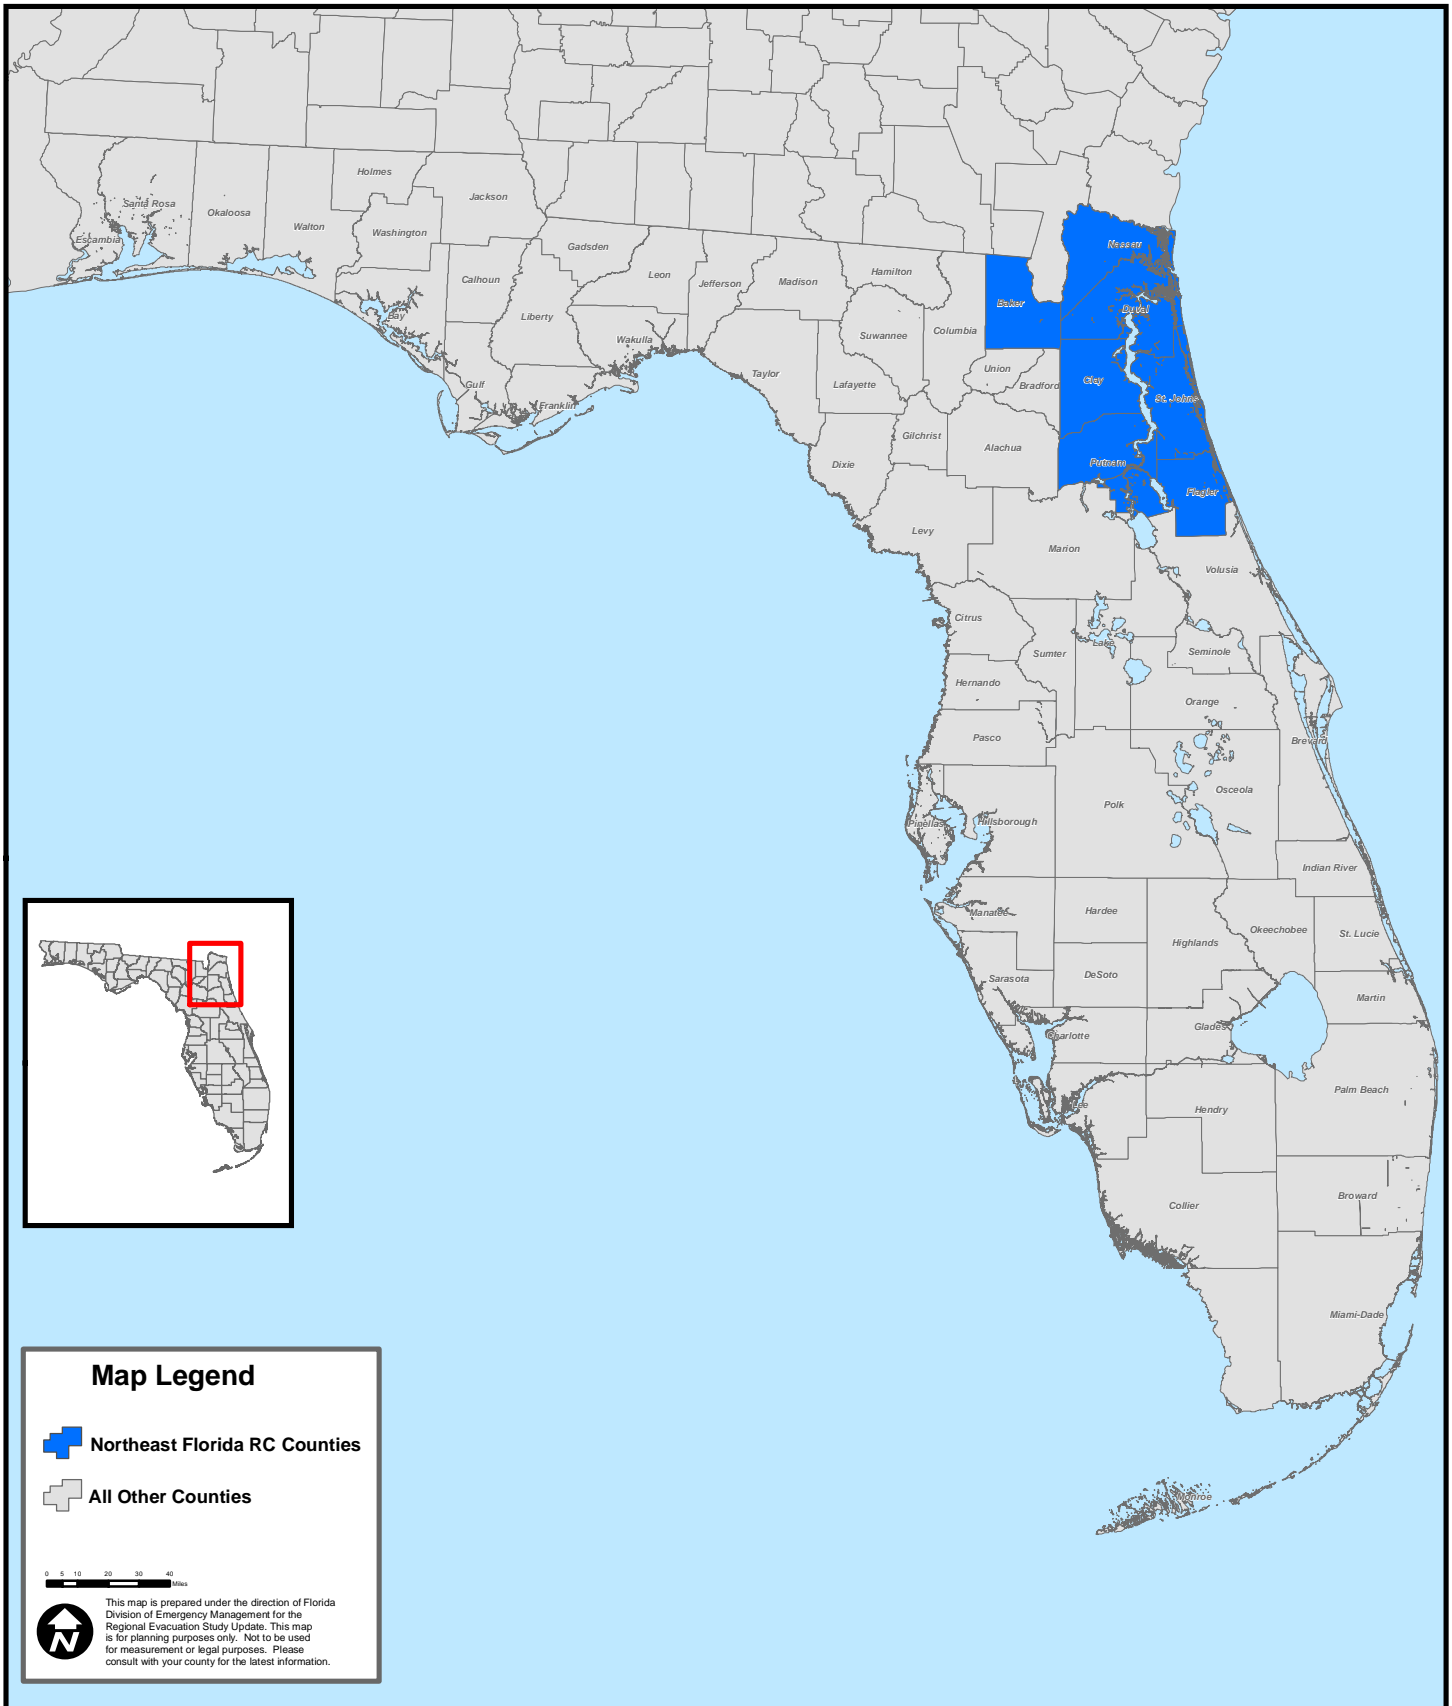 Holmes
Jackson
Santa Rosa
Okaloosa
Walton
Washington
Escambia
Gadsden
Nassau
Leon
Hamilton
Calhoun
Jefferson
Madison
Baker
Duval
Bay
Liberty
Wakulla
Suwannee
Columbia
Union
Taylor
Lafayette
Bradford
Clay
Gulf
Franklin
St. Johns
Gilchrist
Alachua
Dixie
Putnam
Flagler
Levy
Marion
Volusia
Citrus
Sumter
Lake
Seminole
Hernando
Orange
Pasco
Brevard
Osceola
Polk
Pinellas
Hillsborough
Indian River
Manatee
Hardee
Highlands
Okeechobee
St. Lucie
Sarasota
DeSoto
Martin
Charlotte
Glades
Lee
Hendry
Palm Beach
Collier
Broward
Miami-Dade
Monroe
Map Legend
Northeast Florida RC Counties
All Other Counties
0 5 10 20 30 40
Miles
N
This map is prepared under the direction of Florida
Division of Emergency Management for the
Regional Evacuation Study Update. This map
is for planning purposes only. Not to be used
for measurement or legal purposes. Please
consult with your county for the latest information.